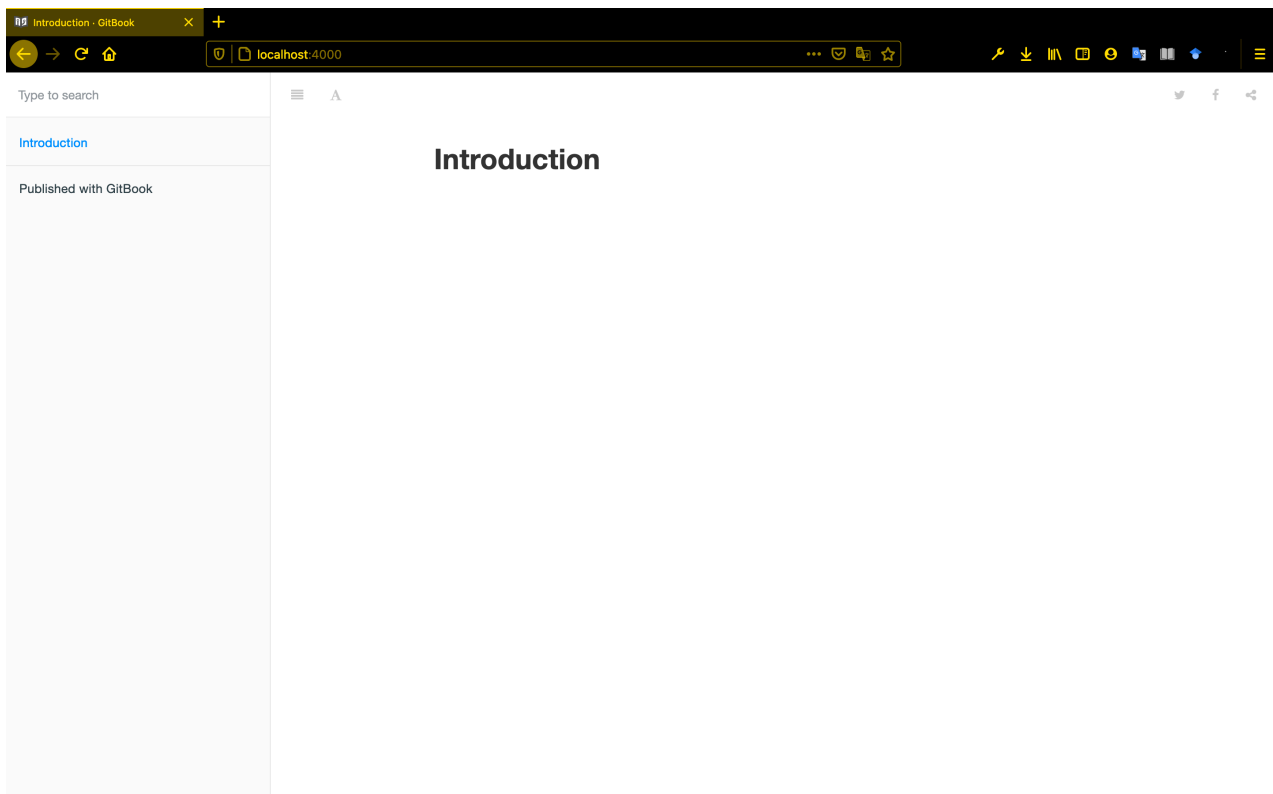 Introduction · GitBook
localhost:4000
Type to search
A
Introduction
Introduction
Published with GitBook